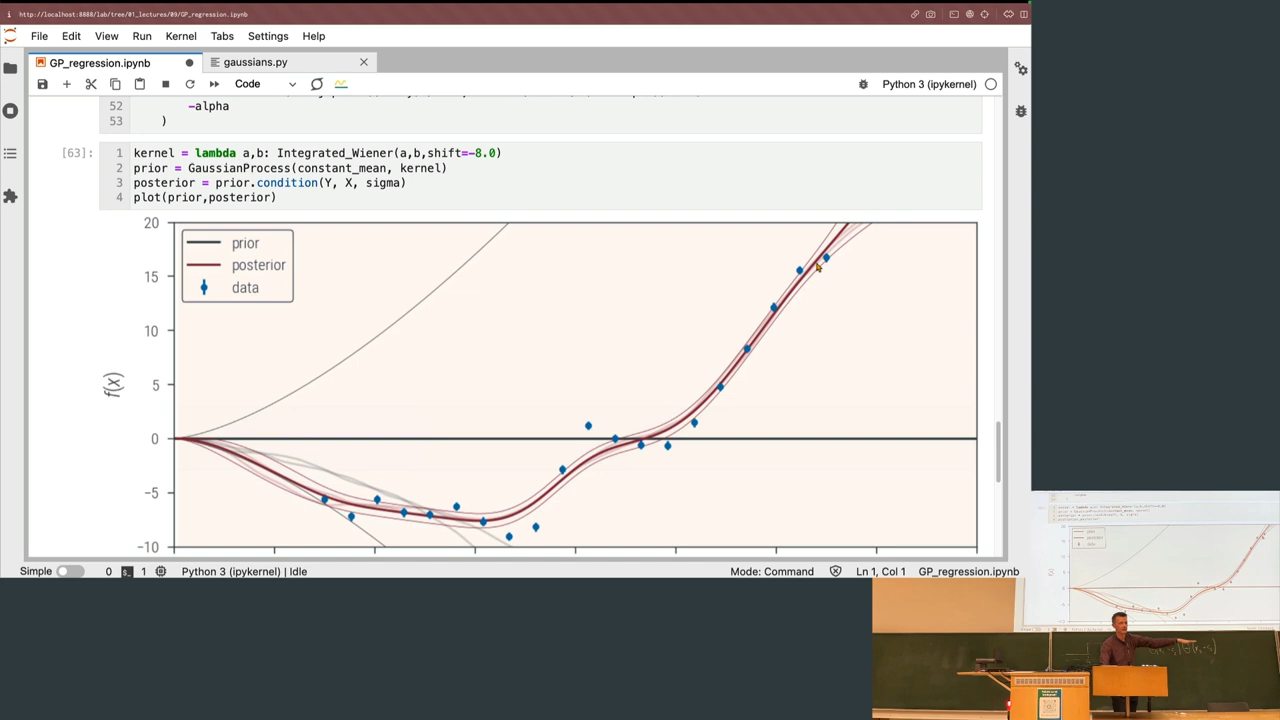 http://localhost:8888/lab/tree/01_lectures/09/GP_regression.ipynb
File Edit View Run Kernel Tabs Settings Help
GP_regression.ipynb
gaussians.py
Code
Python 3 (ipykernel)
52 -alpha
53 )
[63]:
1 kernel = lambda a,b: Integrated_Wiener(a,b,shift=-8.0)
2 prior = GaussianProcess(constant_mean, kernel)
3 posterior = prior.condition(Y, X, sigma)
4 plot(prior,posterior)
20
15
10
5
0
−5
−10
f(x)
prior
posterior
data
Simple 0 1 Python 3 (ipykernel) | Idle Mode: Command Ln 1, Col 1 GP_regression.ipynb